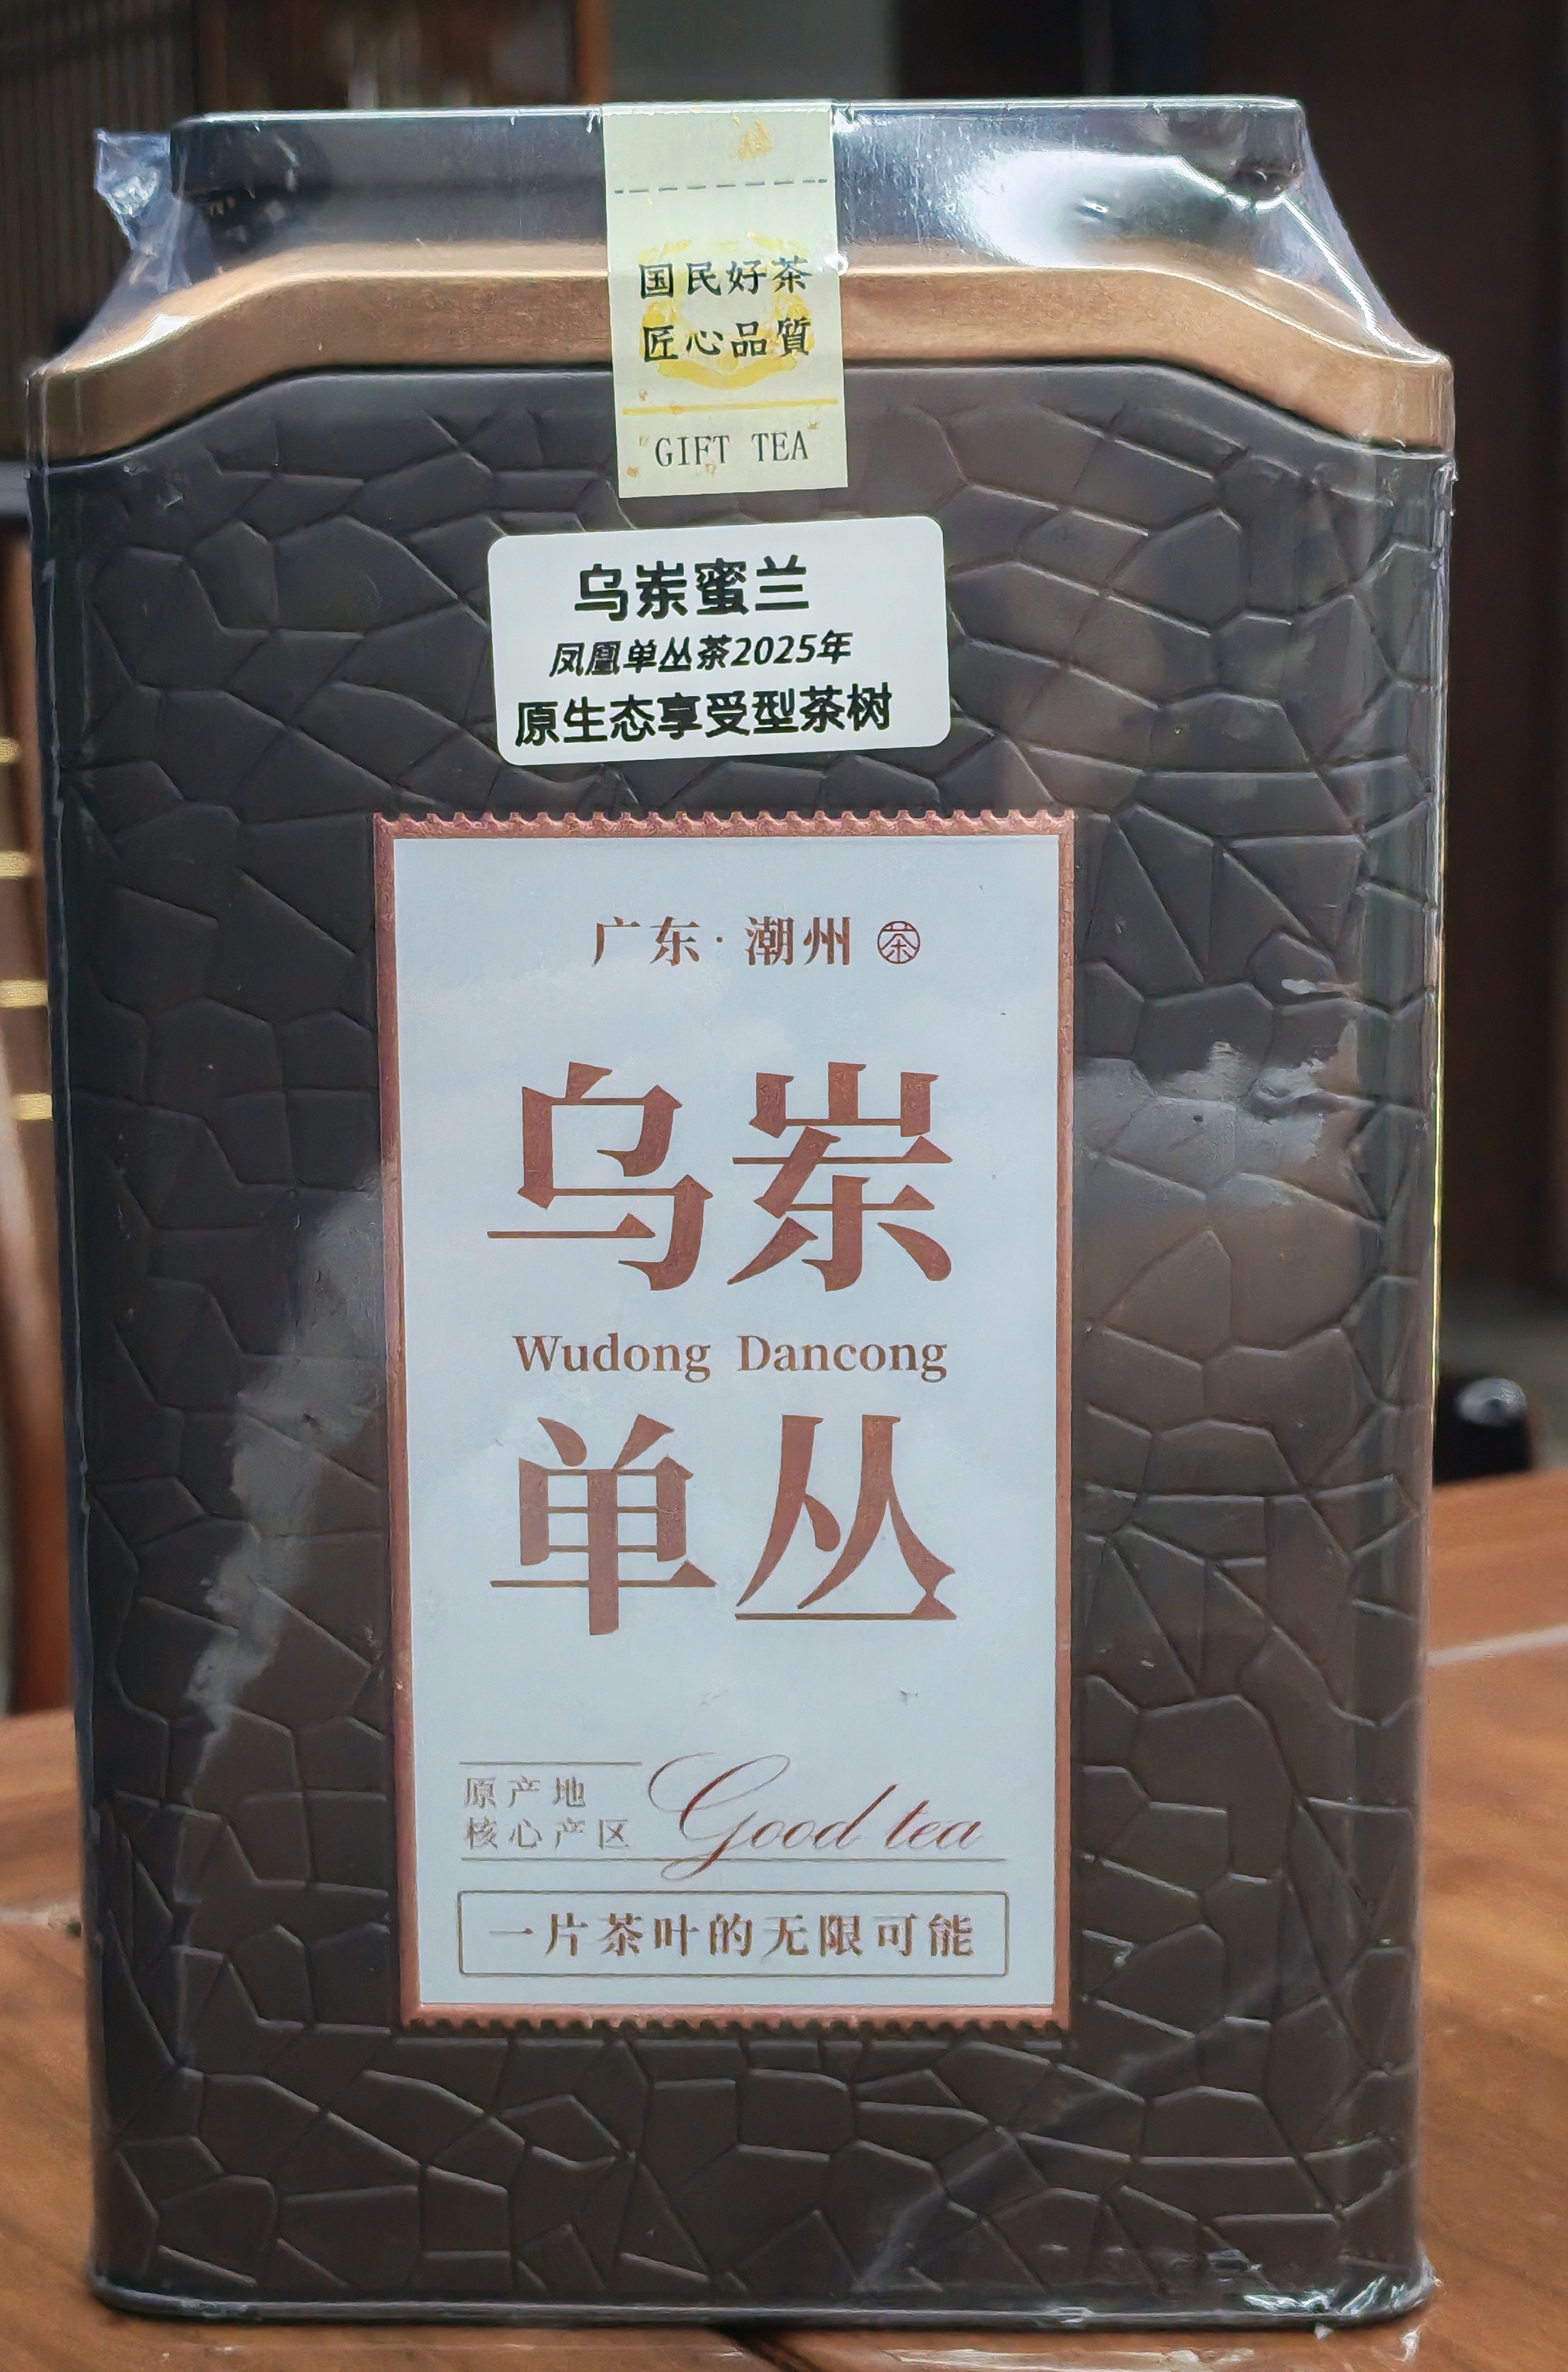 国民好茶
匠心品質
GIFT TEA
乌岽蜜兰
凤凰单丛茶2025年
原生态享受型茶树
广东·潮州 茶
乌岽
Wudong Dancong
单丛
原产地
核心产区
Good tea
一片茶叶的无限可能